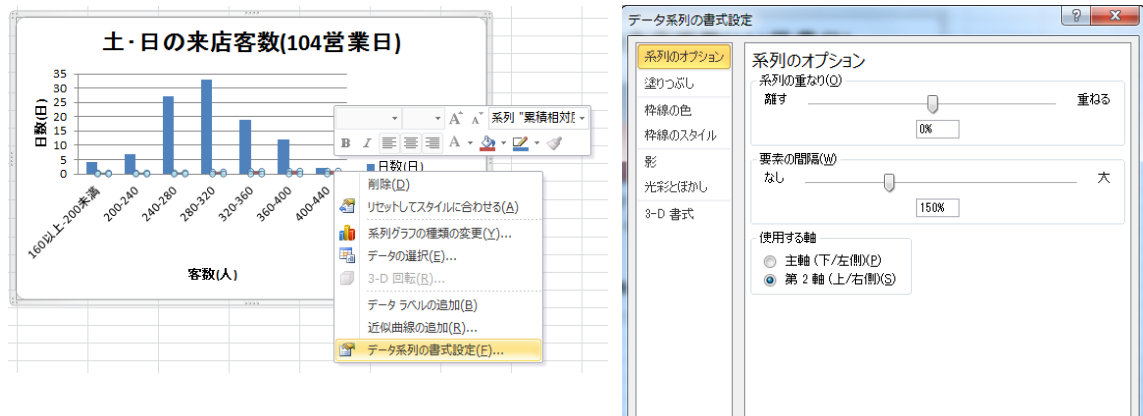 土・日の来店客数(104営業日)
35
30
25
20
15
10
5
0
日数(日)
160以上-200未満
200-240
240-280
280-320
320-360
360-400
400-440
客数(人)
日数(日)
A A 系列 "累積相対
B I A
削除(D)
リセットしてスタイルに合わせる(A)
系列グラフの種類の変更(Y)...
データの選択(E)...
3-D 回転(R)...
データ ラベルの追加(B)
近似曲線の追加(R)...
データ系列の書式設定(F)...
データ系列の書式設定
?
系列のオプション
塗りつぶし
枠線の色
枠線のスタイル
影
光彩とぼかし
3-D 書式
系列のオプション
系列の重なり(O)
離す 重ねる
0%
要素の間隔(W)
なし 大
150%
使用する軸
主軸 (下/左側)(P)
第 2 軸 (上/右側)(S)